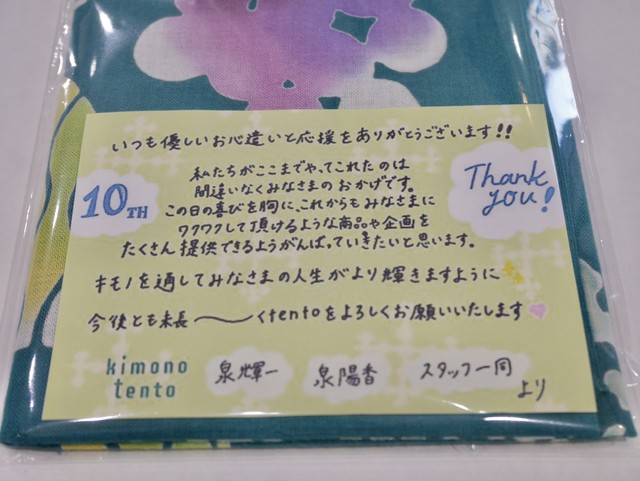 いつも優しいお心遣いと応援をありがとうございます!!
10TH
私たちがここまでやってこれたのは
間違いなくみなさまのおかげです。
この日の喜びを胸に、これからもみなさまに
ワクワクして頂けるような商品や企画を
たくさん提供できるようがんばっていきたいと思います。
Thank
you!
キモノを通してみなさまの人生がより輝きますように
今後とも末長〜〜くtentoをよろしくお願いいたします
kimono
tento
泉輝一 泉陽香 スタッフ一同
より